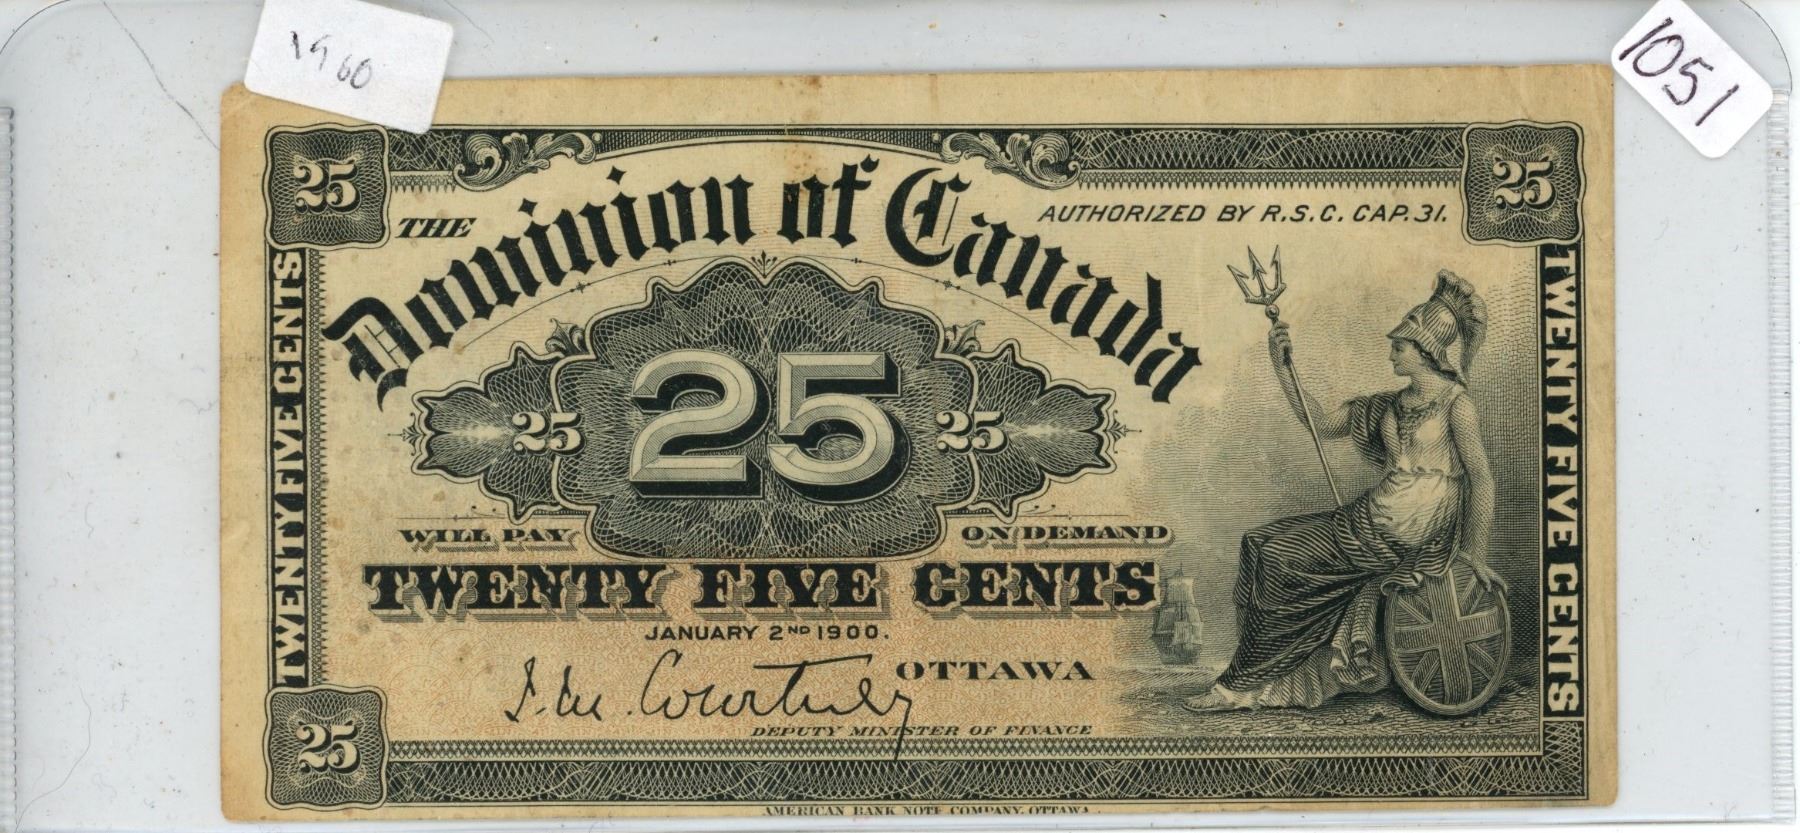 1960
1051
25
25
THE Dominion of Canada
AUTHORIZED BY R.S.C. CAP. 31.
TWENTY FIVE CENTS
25 25 25
TWENTY FIVE CENTS
WILL PAY ON DEMAND
TWENTY FIVE CENTS
JANUARY 2ND 1900.
J.M. Courtney OTTAWA
DEPUTY MINISTER OF FINANCE
25
AMERICAN BANK NOTE COMPANY, OTTAWA